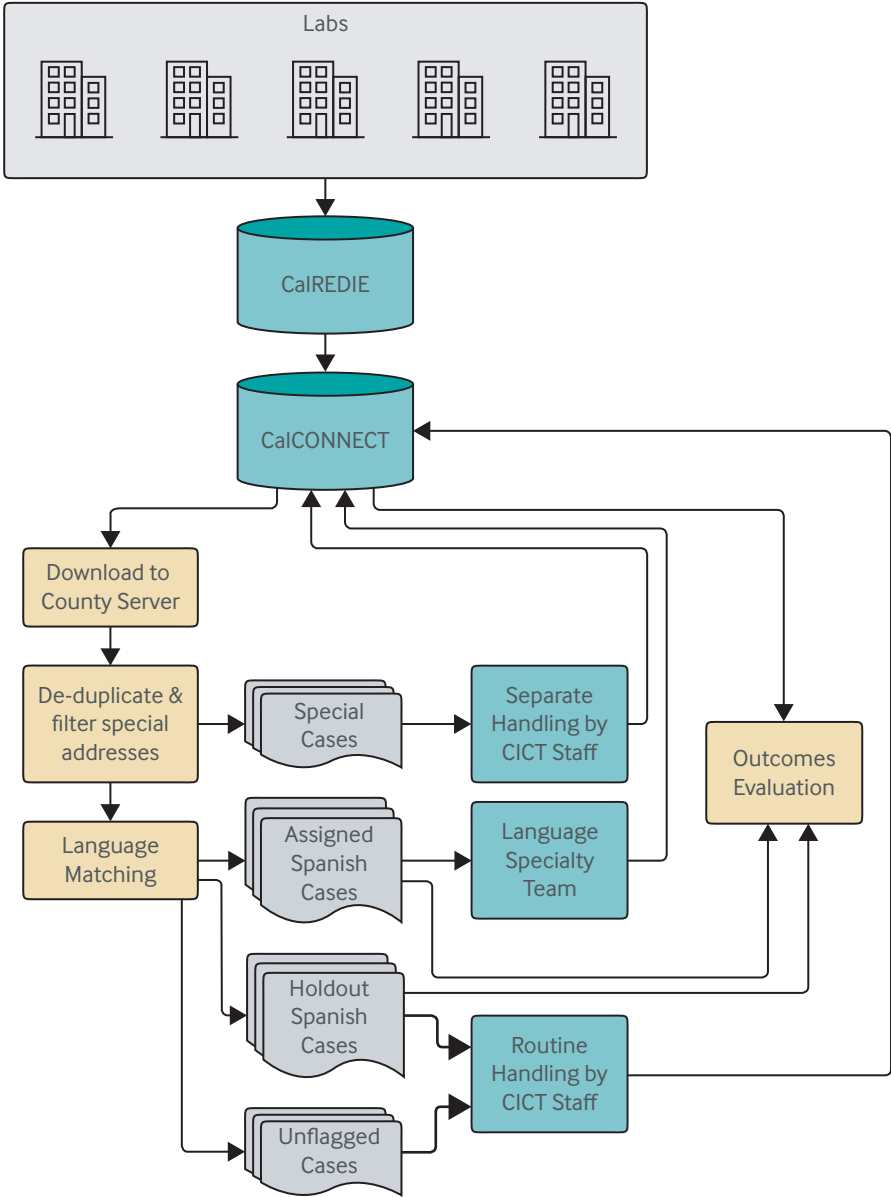 Labs
CalREDIE
CalCONNECT
Download to
County Server
De-duplicate &
filter special
addresses
Special
Cases
Separate
Handling by
CICT Staff
Outcomes
Evaluation
Language
Matching
Assigned
Spanish
Cases
Language
Specialty
Team
Holdout
Spanish
Cases
Routine
Handling by
CICT Staff
Unflagged
Cases